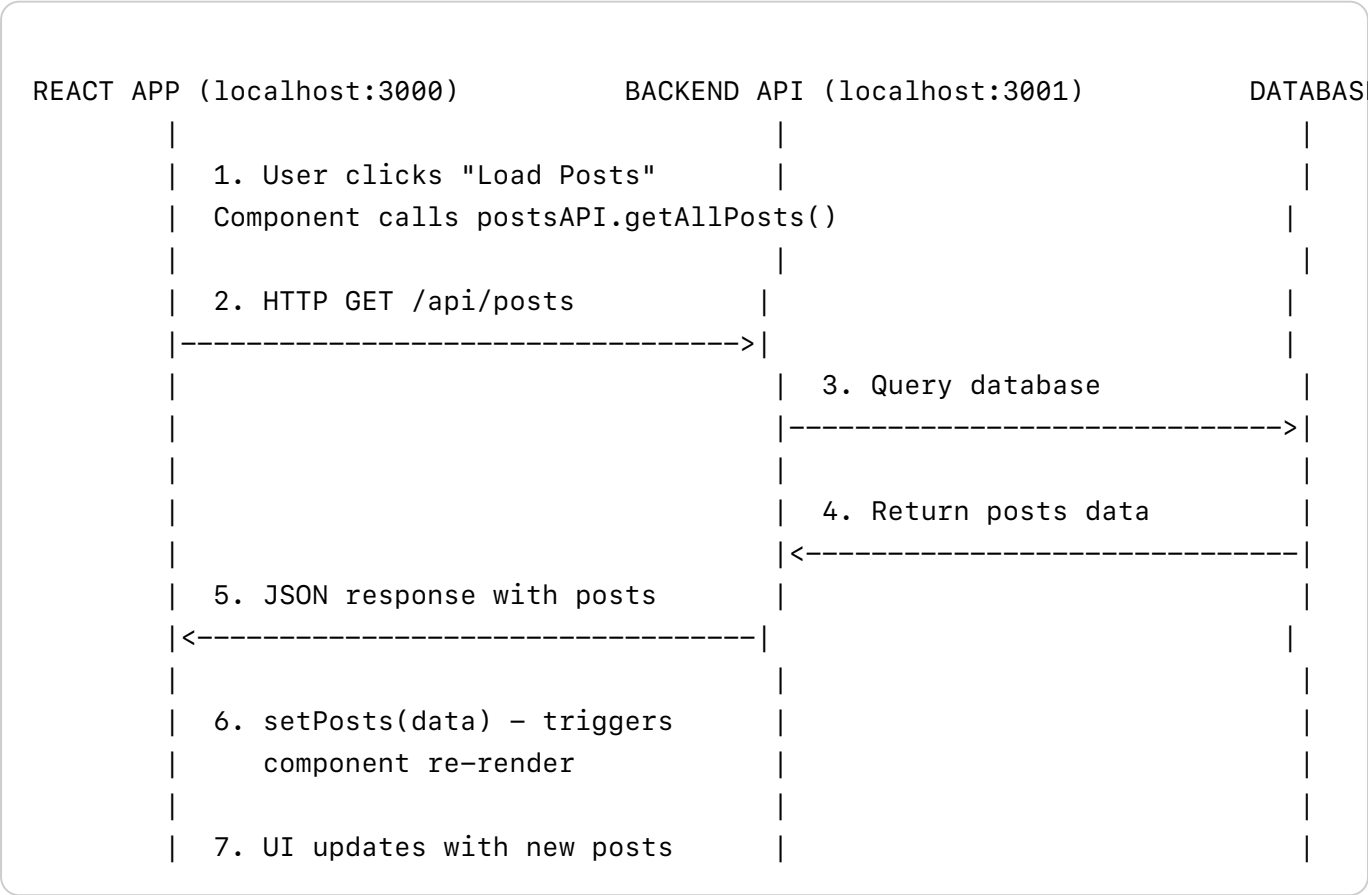 REACT APP (localhost:3000)          BACKEND API (localhost:3001)          DATABAS
        |                                    |                               |
        |  1. User clicks "Load Posts"       |                               |
        |  Component calls postsAPI.getAllPosts()                           |
        |                                    |                               |
        |  2. HTTP GET /api/posts           |                               |
        |---------------------------------->|                               |
        |                                    |  3. Query database            |
        |                                    |------------------------------>|
        |                                    |                               |
        |                                    |  4. Return posts data         |
        |                                    |<------------------------------|
        |  5. JSON response with posts       |                               |
        |<----------------------------------|                               |
        |                                    |                               |
        |  6. setPosts(data) - triggers      |                               |
        |     component re-render            |                               |
        |                                    |                               |
        |  7. UI updates with new posts      |                               |